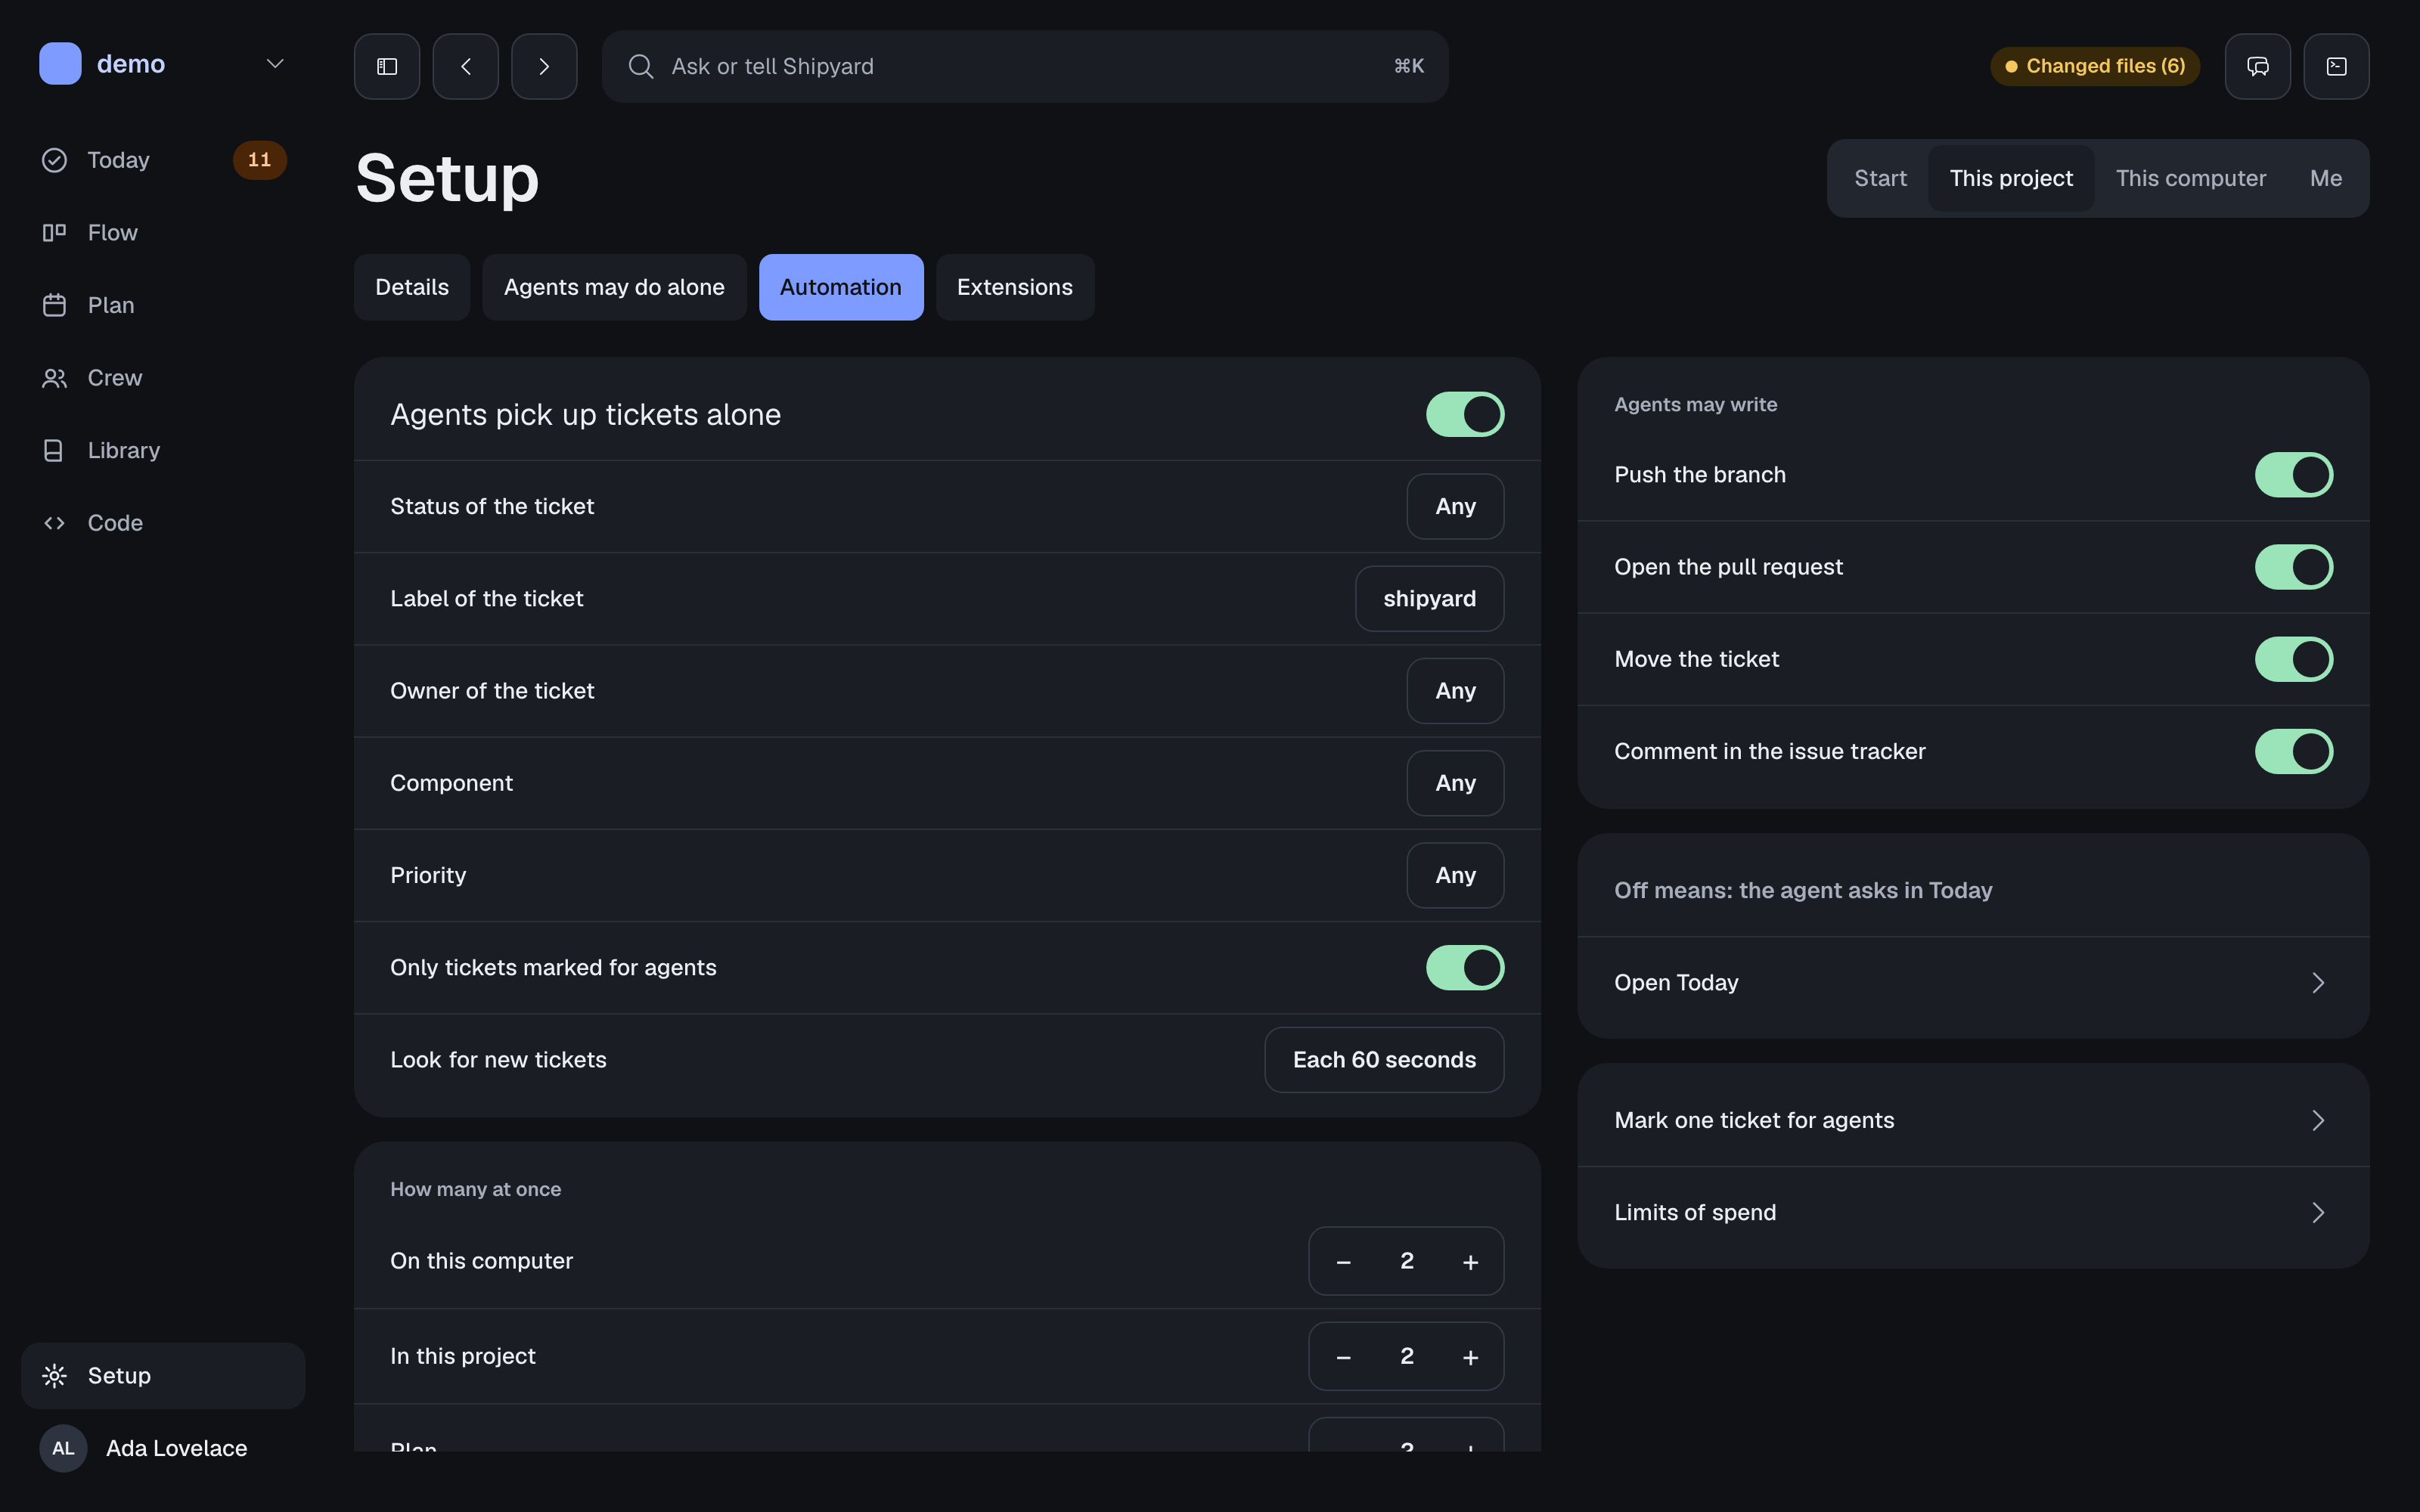 demo
Ask or tell Shipyard
⌘K
Changed files (6)
Today
11
Flow
Plan
Crew
Library
Code
Setup
Ada Lovelace
AL
Setup
Start
This project
This computer
Me
Details
Agents may do alone
Automation
Extensions
Agents pick up tickets alone
Status of the ticket
Any
Label of the ticket
shipyard
Owner of the ticket
Any
Component
Any
Priority
Any
Only tickets marked for agents
Look for new tickets
Each 60 seconds
How many at once
On this computer
− 2 +
In this project
− 2 +
Plan
Agents may write
Push the branch
Open the pull request
Move the ticket
Comment in the issue tracker
Off means: the agent asks in Today
Open Today
Mark one ticket for agents
Limits of spend